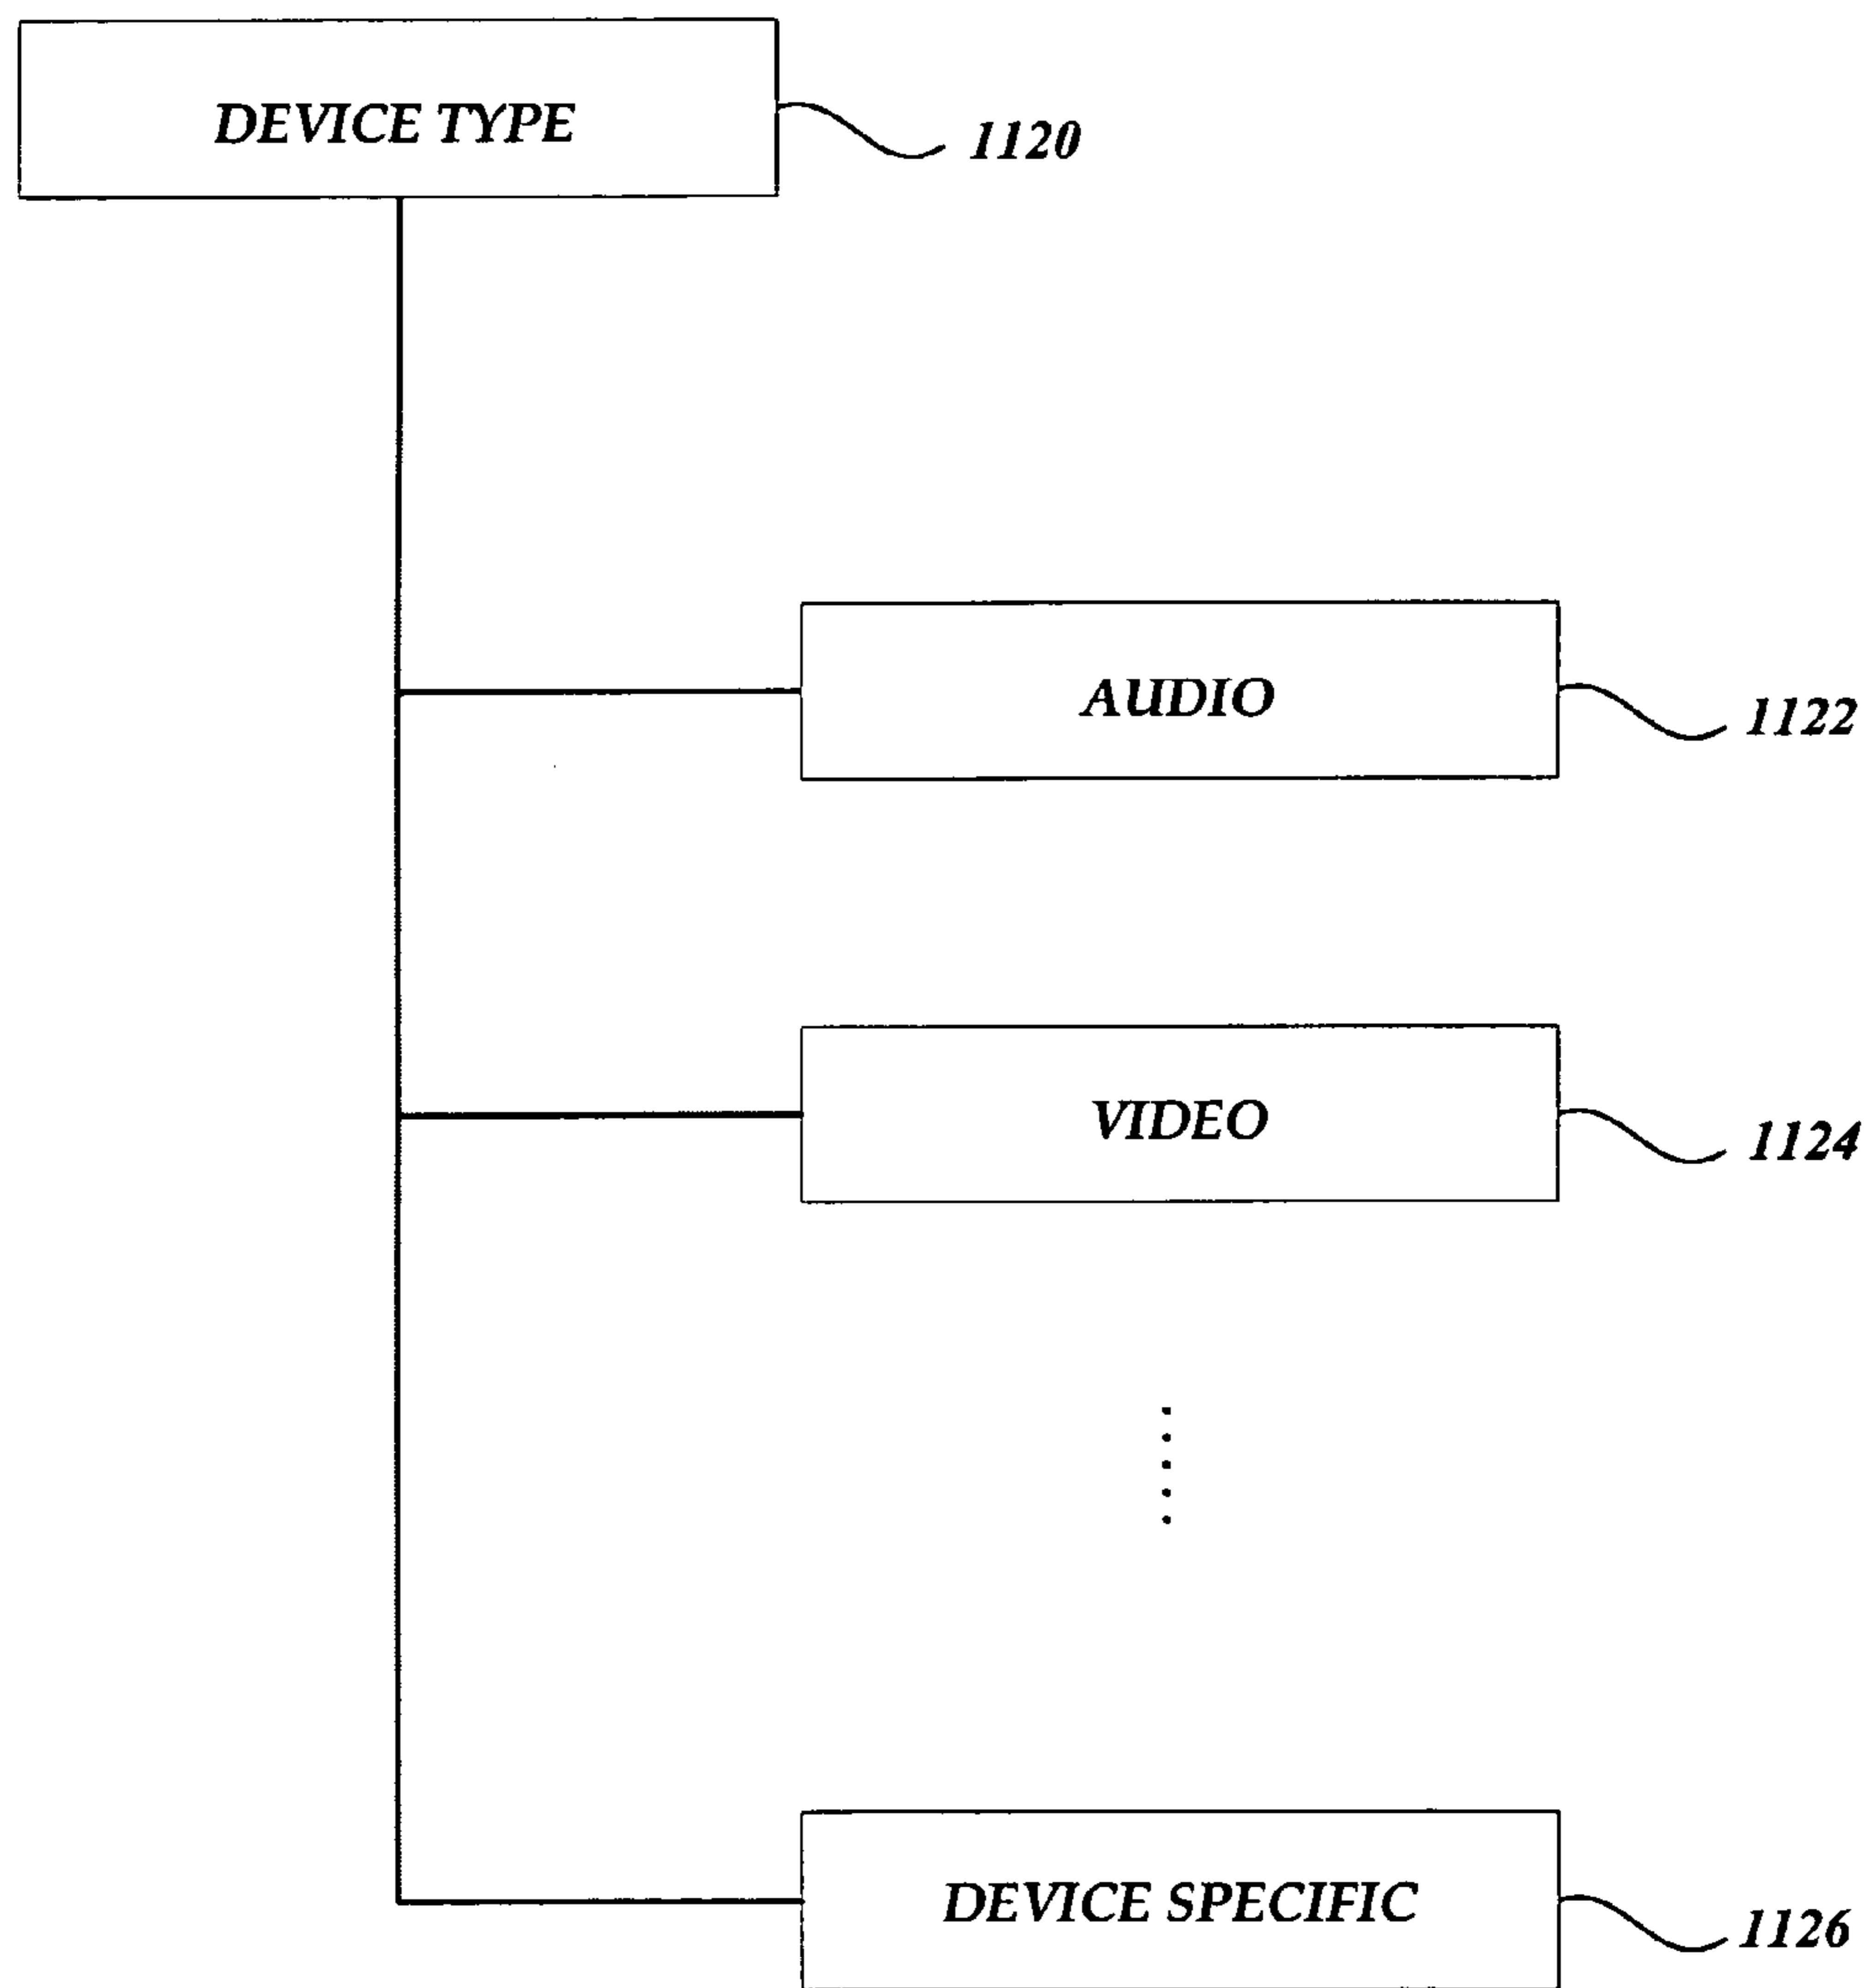 DEVICE TYPE
1120
AUDIO
1122
VIDEO
1124
DEVICE SPECIFIC
1126